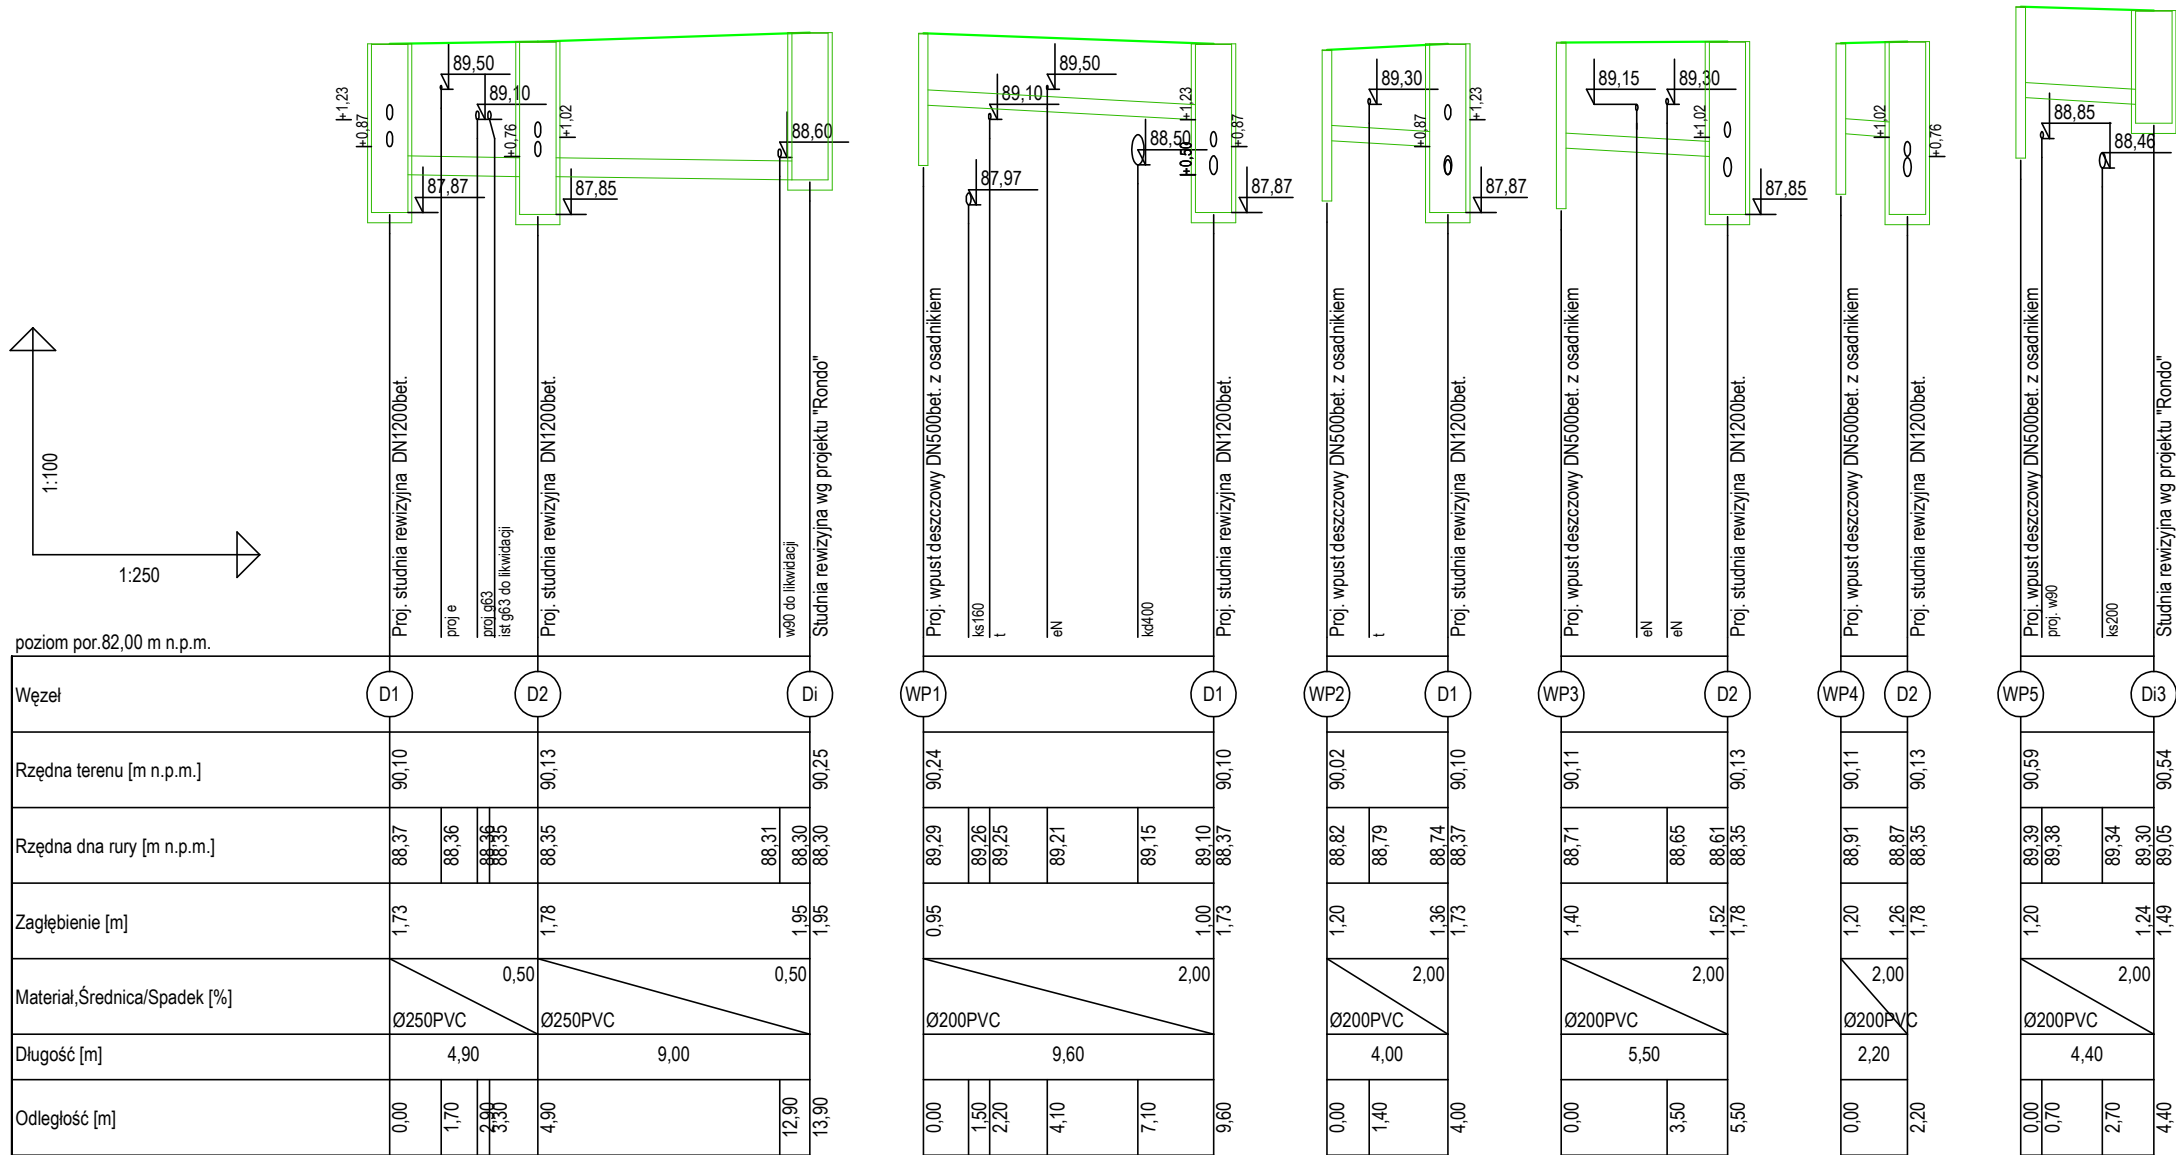 +1,23
+0,87
89,50
89,10
+0,76
+1,02
88,60
87,87
87,85
89,50
89,10
+1,23
+0,87
88,50
+0,50
87,97
87,87
89,30
+0,87
+1,23
87,87
89,15
89,30
+1,02
87,85
+1,02
+0,76
88,85
88,46
1:100
1:250
Proj. studnia rewizyjna DN1200bet.
proj e
proj g63
ist g63 do likwidacji
Proj. studnia rewizyjna DN1200bet.
w90 do likwidacji
Studnia rewizyjna wg projektu "Rondo"
Proj. wpust deszczowy DN500bet. z osadnikiem
ks160
t
eN
kd400
Proj. studnia rewizyjna DN1200bet.
Proj. wpust deszczowy DN500bet. z osadnikiem
t
Proj. studnia rewizyjna DN1200bet.
Proj. wpust deszczowy DN500bet. z osadnikiem
eN
eN
Proj. studnia rewizyjna DN1200bet.
Proj. wpust deszczowy DN500bet. z osadnikiem
Proj. studnia rewizyjna DN1200bet.
Proj. wpust deszczowy DN500bet. z osadnikiem
proj. w90
ks200
Studnia rewizyjna wg projektu "Rondo"
poziom por.82,00 m n.p.m.
Węzeł D1 D2 Di WP1 D1 WP2 D1 WP3 D2 WP4 D2 WP5 Di3
Rzędna terenu [m n.p.m.] 90,10 90,13 90,25 90,24 90,10 90,02 90,10 90,11 90,13 90,11 90,13 90,59 90,54
Rzędna dna rury [m n.p.m.] 88,37 88,36 88,36 88,35 88,35 88,31 88,30 88,30 89,29 89,26 89,25 89,21 89,15 89,10 88,37 88,82 88,79 88,74 88,37 88,71 88,65 88,61 88,35 88,91 88,87 88,35 89,39 89,38 89,34 89,30 89,05
Zagłębienie [m] 1,73 1,78 1,95 1,95 0,95 1,00 1,73 1,20 1,36 1,73 1,40 1,52 1,78 1,20 1,26 1,78 1,20 1,24 1,49
Materiał,Średnica/Spadek [%] 0,50 0,50 2,00 2,00 2,00 2,00 2,00
Ø250PVC Ø250PVC Ø200PVC Ø200PVC Ø200PVC Ø200PVC Ø200PVC
Długość [m] 4,90 9,00 9,60 4,00 5,50 2,20 4,40
Odległość [m] 0,00 1,70 2,90 3,30 4,90 12,90 13,90 0,00 1,50 2,20 4,10 7,10 9,60 0,00 1,40 4,00 0,00 3,50 5,50 0,00 2,20 0,00 0,70 2,70 4,40